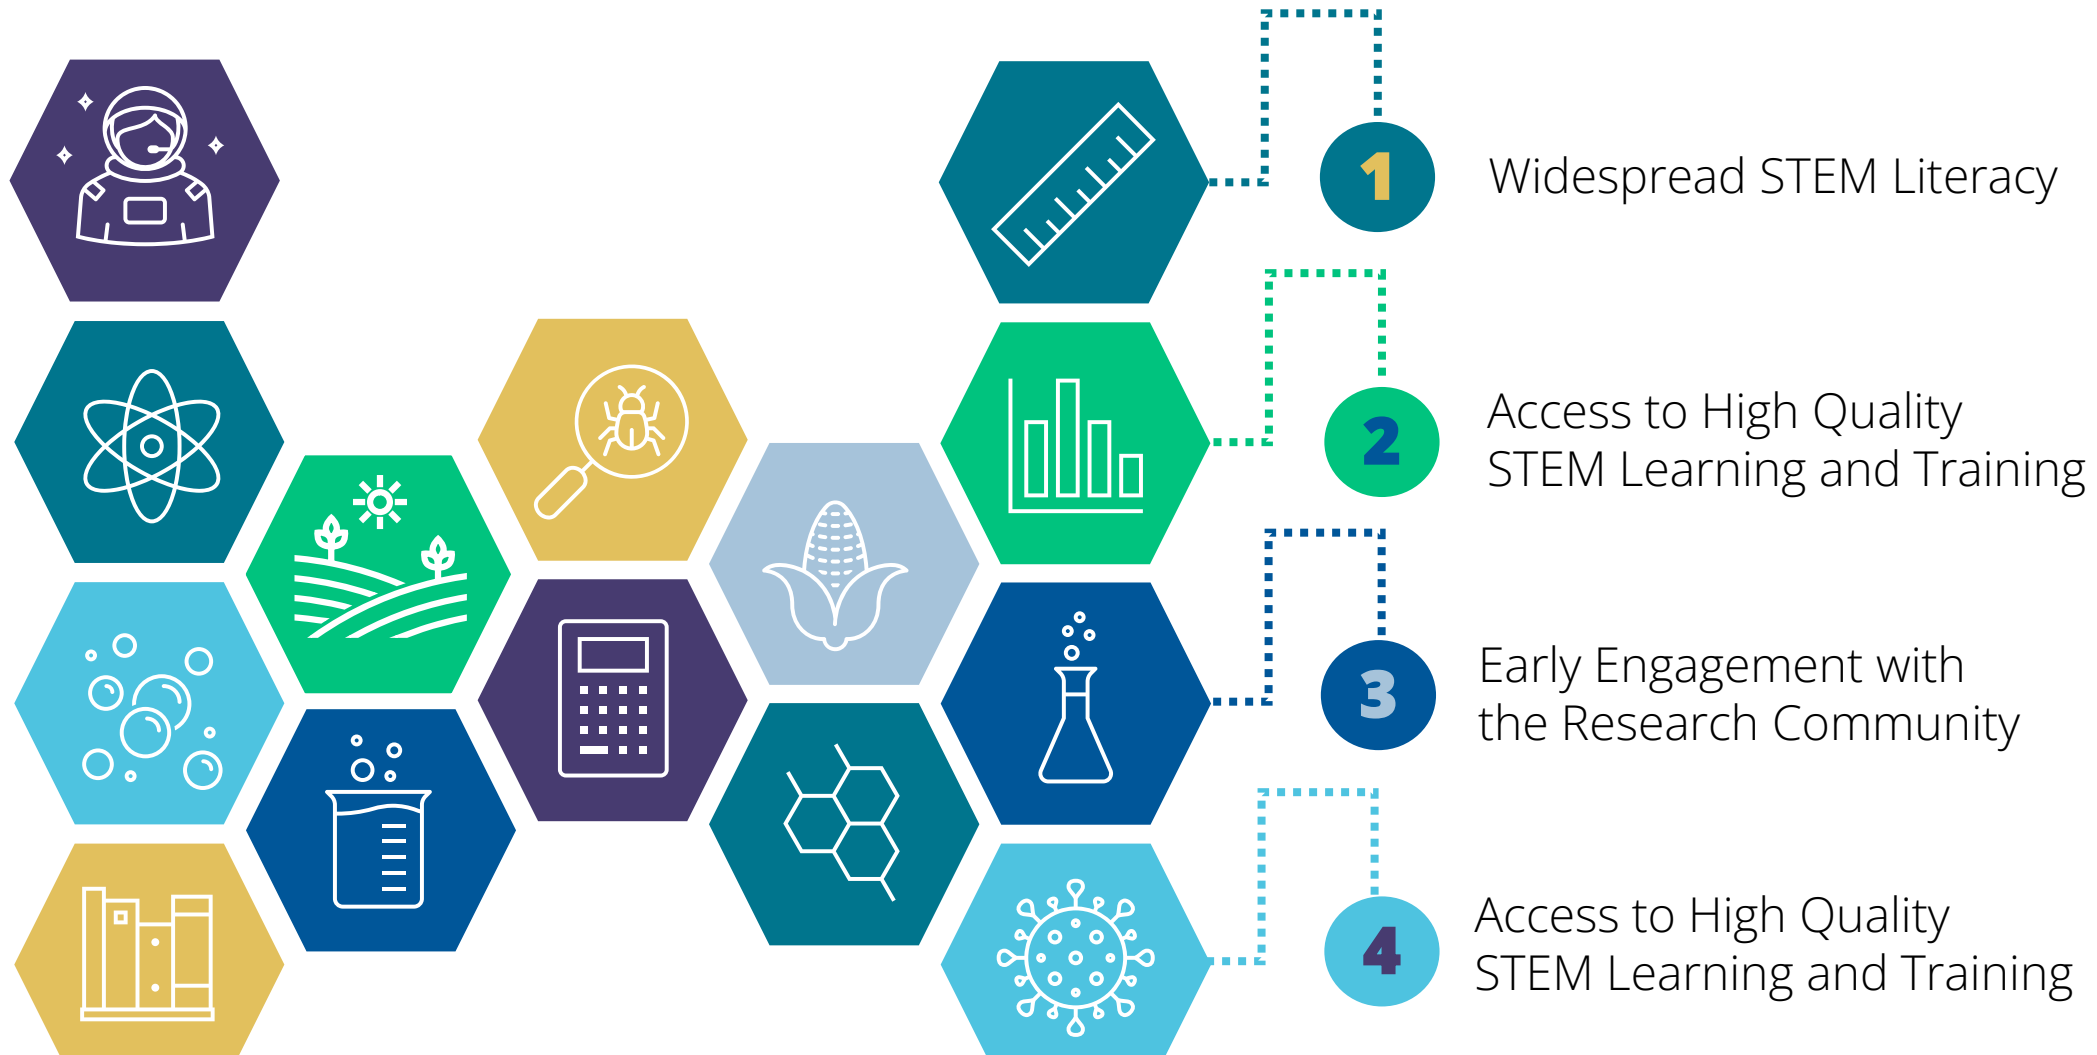 1
Widespread STEM Literacy
2
Access to High Quality
STEM Learning and Training
3
Early Engagement with
the Research Community
4
Access to High Quality
STEM Learning and Training